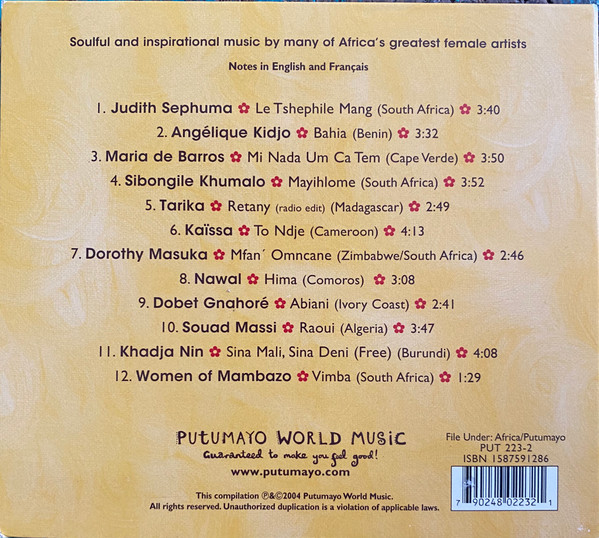 Soulful and inspirational music by many of Africa's greatest female artists
Notes in English and Français
1. Judith Sephuma ✿ Le Tshephile Mang (South Africa) ✿ 3:40
2. Angélique Kidjo ✿ Bahia (Benin) ✿ 3:32
3. Maria de Barros ✿ Mi Nada Um Ca Tem (Cape Verde) ✿ 3:50
4. Sibongile Khumalo ✿ Mayihlome (South Africa) ✿ 3:52
5. Tarika ✿ Retany (radio edit) (Madagascar) ✿ 2:49
6. Kaïssa ✿ To Ndje (Cameroon) ✿ 4:13
7. Dorothy Masuka ✿ Mfan´ Omncane (Zimbabwe/South Africa) ✿ 2:46
8. Nawal ✿ Hima (Comoros) ✿ 3:08
9. Dobet Gnahoré ✿ Abiani (Ivory Coast) ✿ 2:41
10. Souad Massi ✿ Raoui (Algeria) ✿ 3:47
11. Khadja Nin ✿ Sina Mali, Sina Deni (Free) (Burundi) ✿ 4:08
12. Women of Mambazo ✿ Vimba (South Africa) ✿ 1:29
PUTUMAYO WORLD MUSIC
Guaranteed to make you feel good!
www.putumayo.com
This compilation ℗&©2004 Putumayo World Music.
All rights reserved. Unauthorized duplication is a violation of applicable laws.
File Under: Africa/Putumayo
PUT 223-2
ISBN 1587591286
7 90248 02232 1